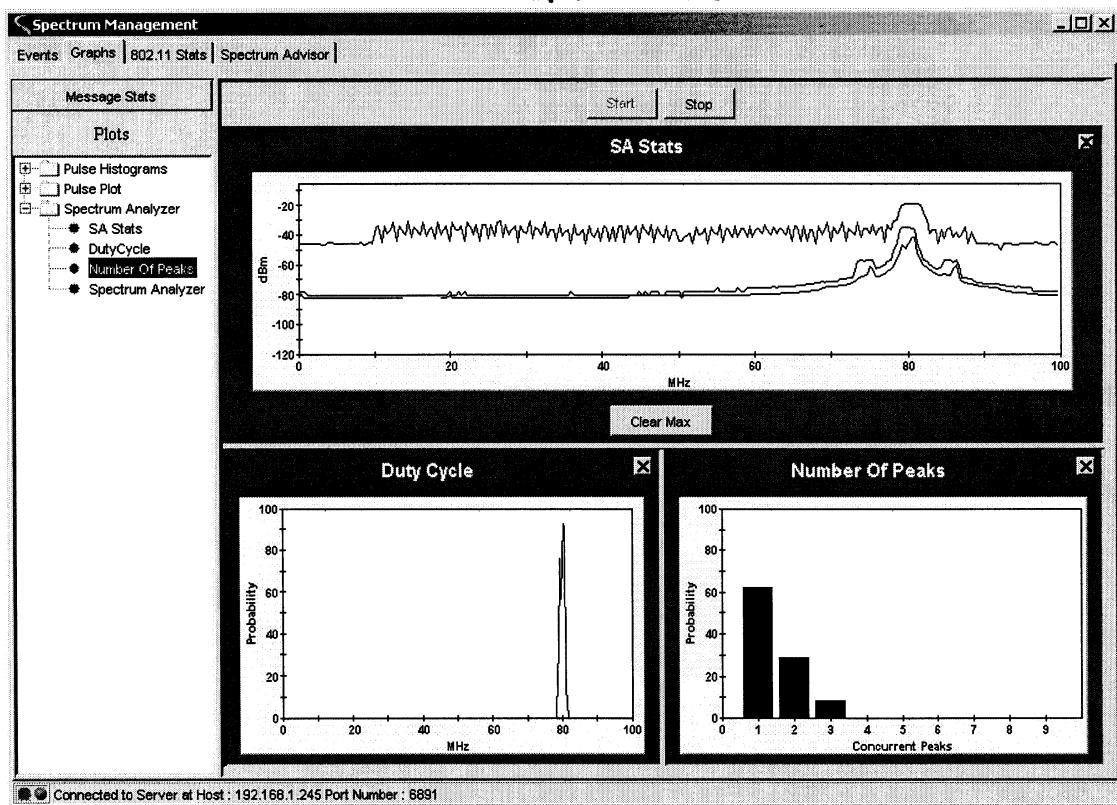 Spectrum Management
Events Graphs 802.11 Stats Spectrum Advisor
Message Stats
Plots
Pulse Histograms
Pulse Plot
Spectrum Analyzer
SA Stats
DutyCycle
Number Of Peaks
Spectrum Analyzer
Start Stop
SA Stats
-20
-40
-60
-80
-100
-120
dBm
0 20 40 60 80 100
MHz
Clear Max
Duty Cycle
100
80
60
40
20
0
Probability
0 20 40 60 80 100
MHz
Number Of Peaks
100
80
60
40
20
0
Probability
0 1 2 3 4 5 6 7 8 9
Concurrent Peaks
Connected to Server at Host : 192.168.1.245 Port Number : 6891